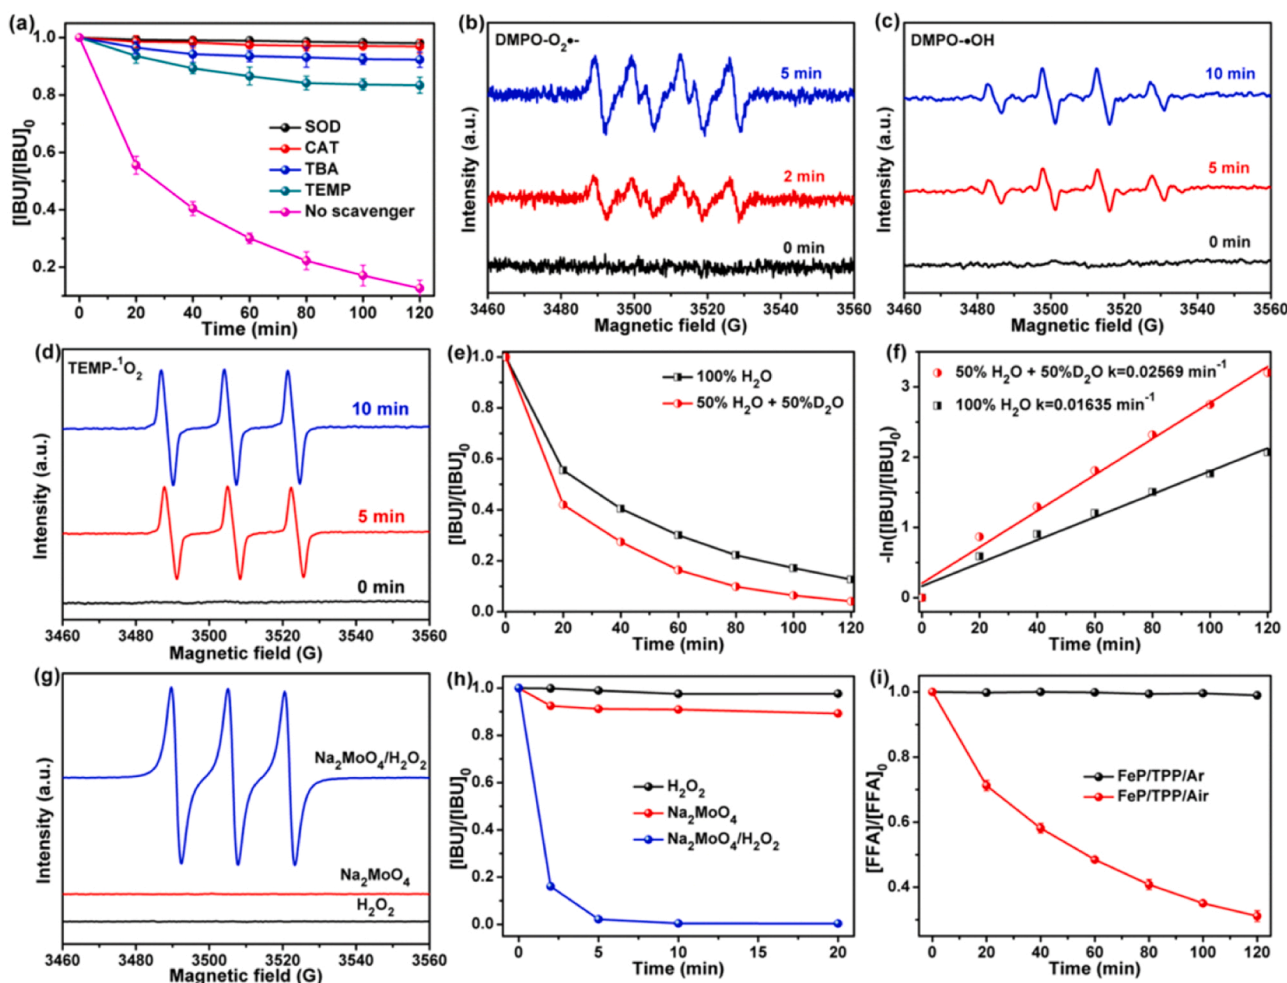 (a)
1.0
0.8
0.6
0.4
0.2
[IBU]/[IBU]₀
SOD
CAT
TBA
TEMP
No scavenger
0 20 40 60 80 100 120
Time (min)
(b)
DMPO-O₂•-
5 min
2 min
0 min
Intensity (a.u.)
3460 3480 3500 3520 3540 3560
Magnetic field (G)
(c)
DMPO-•OH
10 min
5 min
0 min
Intensity (a.u.)
3460 3480 3500 3520 3540 3560
Magnetic field (G)
(d)
TEMP-¹O₂
10 min
5 min
0 min
Intensity (a.u.)
3460 3480 3500 3520 3540 3560
Magnetic field (G)
(e)
1.0
0.8
0.6
0.4
0.2
0.0
[IBU]/[IBU]₀
100% H₂O
50% H₂O + 50%D₂O
0 20 40 60 80 100 120
Time (min)
(f)
3
2
1
0
-ln([IBU]/[IBU]₀)
50% H₂O + 50%D₂O k=0.02569 min⁻¹
100% H₂O k=0.01635 min⁻¹
0 20 40 60 80 100 120
Time (min)
(g)
Na₂MoO₄/H₂O₂
Na₂MoO₄
H₂O₂
Intensity (a.u.)
3460 3480 3500 3520 3540 3560
Magnetic field (G)
(h)
1.0
0.8
0.6
0.4
0.2
0.0
[IBU]/[IBU]₀
H₂O₂
Na₂MoO₄
Na₂MoO₄/H₂O₂
0 5 10 15 20
Time (min)
(i)
1.0
0.8
0.6
0.4
[FFA]/[FFA]₀
FeP/TPP/Ar
FeP/TPP/Air
0 20 40 60 80 100 120
Time (min)